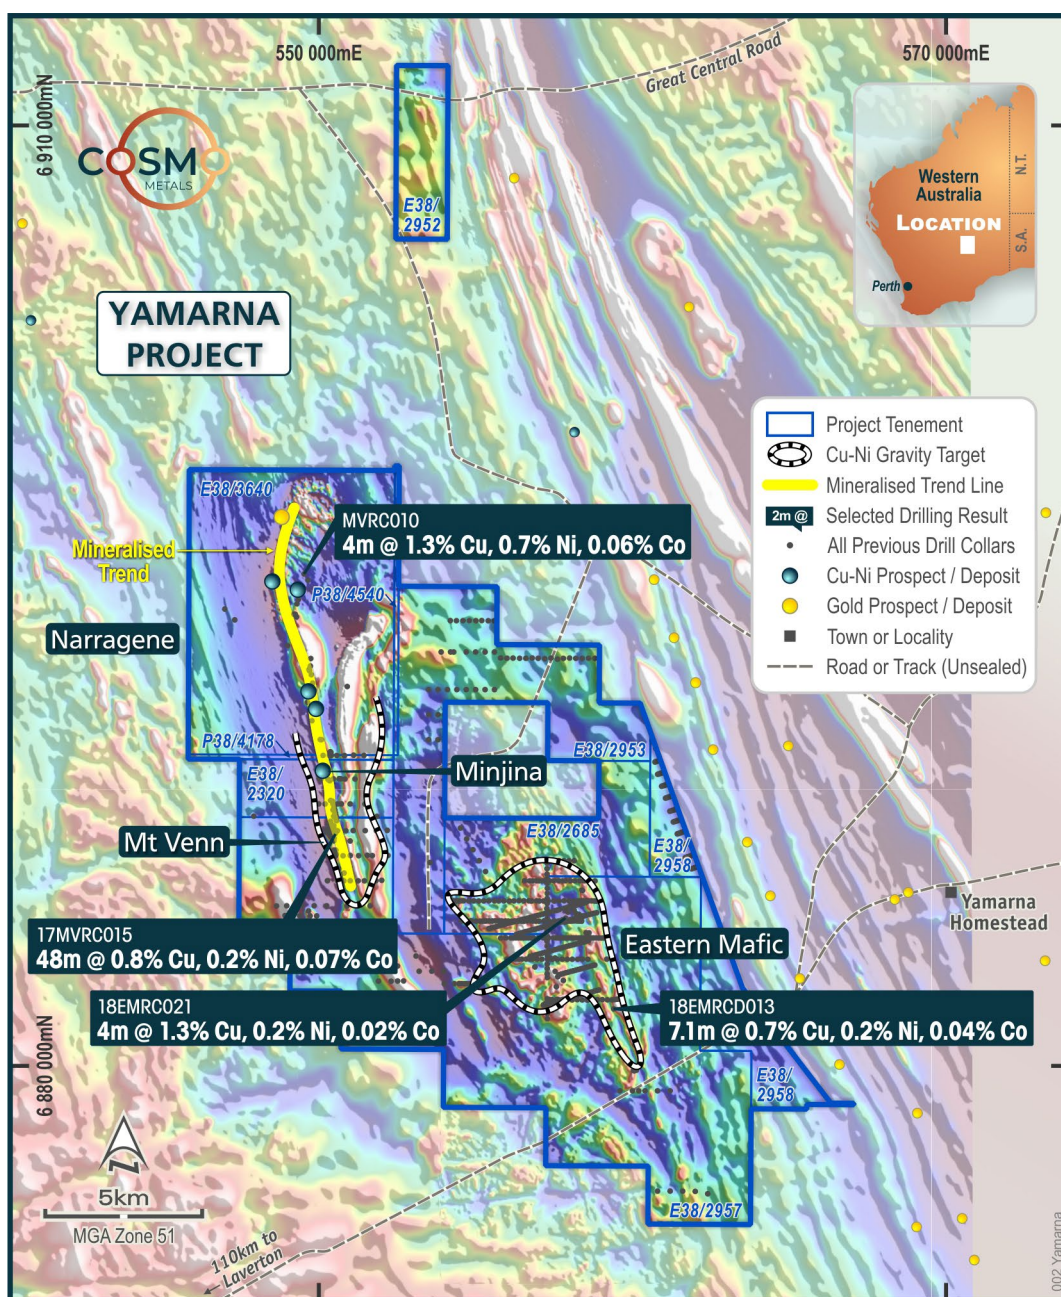 550 000mE
570 000mE
Great Central Road
6 910 000mN
COSMO
METALS
E38/
2952
Western
Australia
N.T.
LOCATION
S.A.
Perth
YAMARNA
PROJECT
Project Tenement
Cu-Ni Gravity Target
Mineralised Trend Line
2m @
Selected Drilling Result
All Previous Drill Collars
Cu-Ni Prospect / Deposit
Gold Prospect / Deposit
Town or Locality
Road or Track (Unsealed)
E38/3640
MVRC010
4m @ 1.3% Cu, 0.7% Ni, 0.06% Co
Mineralised
Trend
P38/4540
Narragene
P38/4178
E38/2953
E38/
2320
Minjina
Mt Venn
E38/2685
E38/
2958
Yamarna
Homestead
17MVRC015
48m @ 0.8% Cu, 0.2% Ni, 0.07% Co
Eastern Mafic
18EMRC021
4m @ 1.3% Cu, 0.2% Ni, 0.02% Co
18EMRCD013
7.1m @ 0.7% Cu, 0.2% Ni, 0.04% Co
6 880 000mN
E38/
2958
N
5km
MGA Zone 51
E38/2957
110km to
Laverton
002 Yamarna